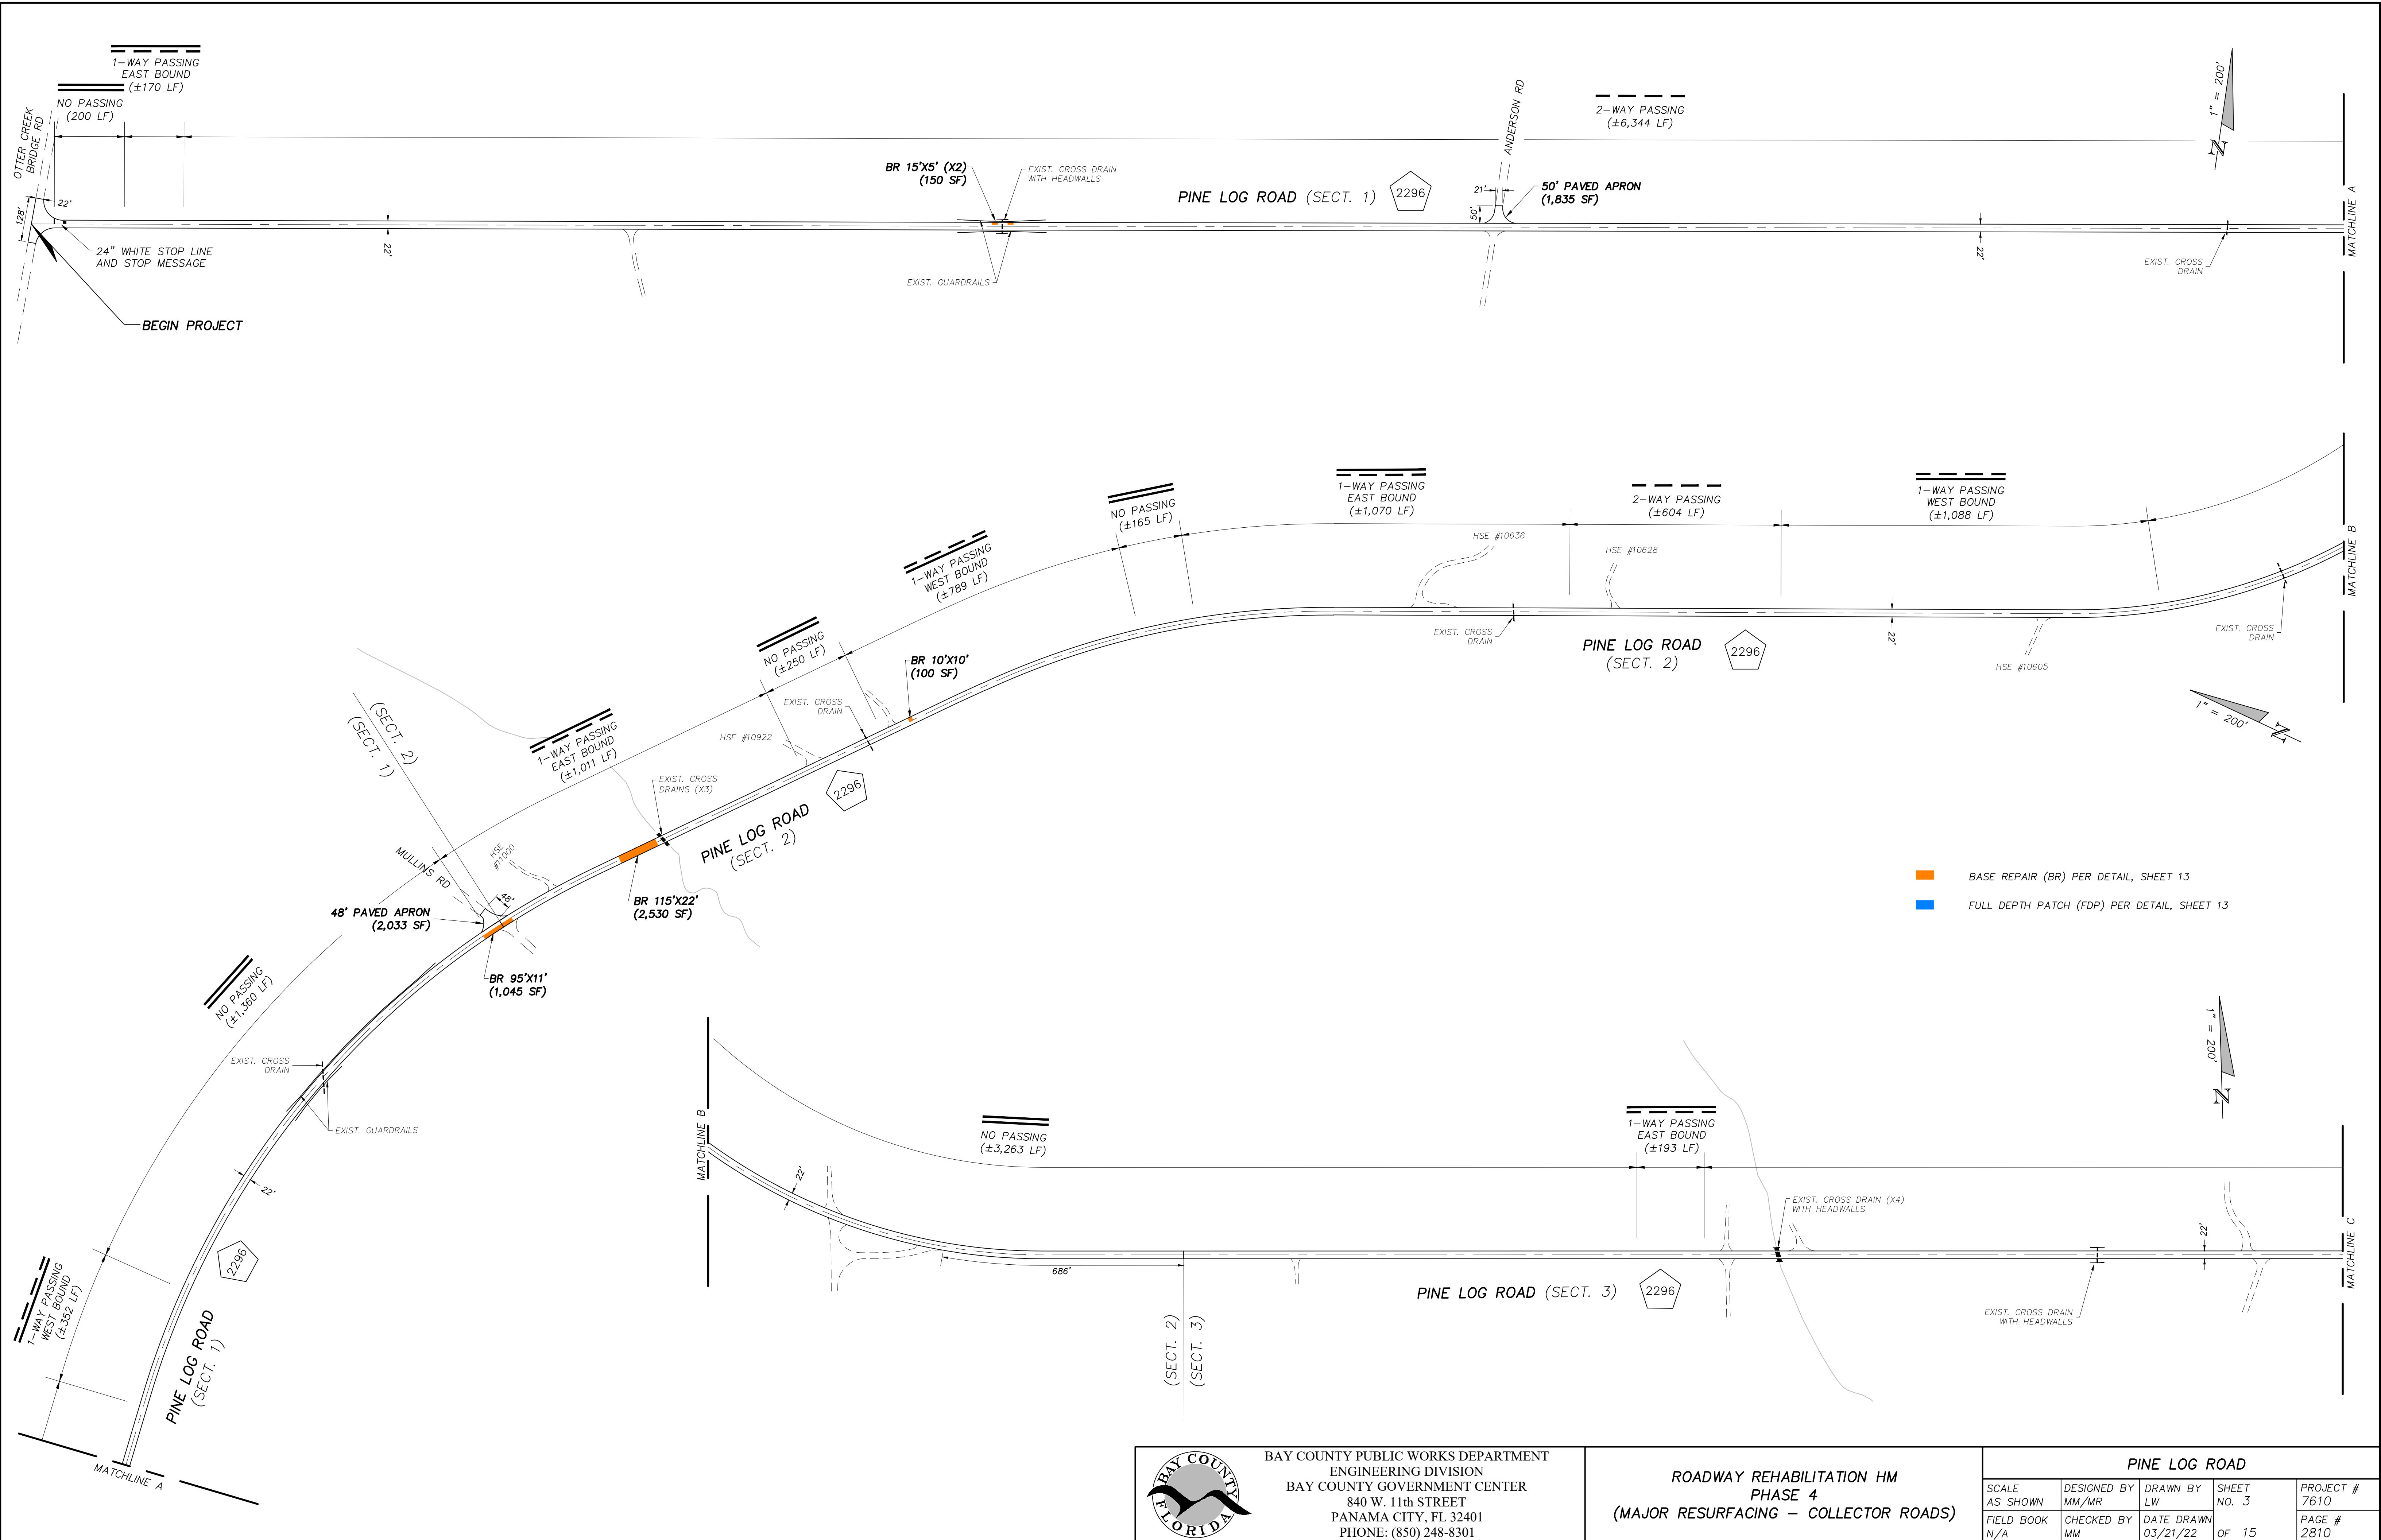 1-WAY PASSING
EAST BOUND
(±170 LF)
NO PASSING
(200 LF)
OTTER CREEK
BRIDGE RD
128'
22'
24" WHITE STOP LINE
AND STOP MESSAGE
BEGIN PROJECT
22'
BR 15'X5' (X2)
(150 SF)
EXIST. CROSS DRAIN
WITH HEADWALLS
EXIST. GUARDRAILS
PINE LOG ROAD (SECT. 1)
2296
ANDERSON RD
21'
50'
50' PAVED APRON
(1,835 SF)
2-WAY PASSING
(±6,344 LF)
22'
EXIST. CROSS
DRAIN
1" = 200'
N
MATCHLINE A
1-WAY PASSING
EAST BOUND
(±1,070 LF)
2-WAY PASSING
(±604 LF)
1-WAY PASSING
WEST BOUND
(±1,088 LF)
NO PASSING
(±165 LF)
1-WAY PASSING
WEST BOUND
(±789 LF)
NO PASSING
(±250 LF)
HSE #10636
HSE #10628
EXIST. CROSS
DRAIN
PINE LOG ROAD
(SECT. 2)
2296
22'
HSE #10605
EXIST. CROSS
DRAIN
MATCHLINE B
1" = 200'
N
BR 10'X10'
(100 SF)
EXIST. CROSS
DRAIN
HSE #10922
1-WAY PASSING
EAST BOUND
(±1,011 LF)
(SECT. 2)
(SECT. 1)
EXIST. CROSS
DRAINS (X3)
2296
PINE LOG ROAD
(SECT. 2)
HSE
#11000
MULLINS RD
48'
48' PAVED APRON
(2,033 SF)
BR 115'X22'
(2,530 SF)
BR 95'X11'
(1,045 SF)
BASE REPAIR (BR) PER DETAIL, SHEET 13
FULL DEPTH PATCH (FDP) PER DETAIL, SHEET 13
NO PASSING
(±1,360 LF)
EXIST. CROSS
DRAIN
EXIST. GUARDRAILS
22'
2296
1-WAY PASSING
WEST BOUND
(±352 LF)
PINE LOG ROAD
(SECT. 1)
MATCHLINE A
MATCHLINE B
22'
NO PASSING
(±3,263 LF)
686'
(SECT. 2)
(SECT. 3)
PINE LOG ROAD (SECT. 3)
2296
1-WAY PASSING
EAST BOUND
(±193 LF)
EXIST. CROSS DRAIN (X4)
WITH HEADWALLS
EXIST. CROSS DRAIN
WITH HEADWALLS
22'
1" = 200'
N
MATCHLINE C
BAY COUNTY
FLORIDA
BAY COUNTY PUBLIC WORKS DEPARTMENT
ENGINEERING DIVISION
BAY COUNTY GOVERNMENT CENTER
840 W. 11th STREET
PANAMA CITY, FL 32401
PHONE: (850) 248-8301
ROADWAY REHABILITATION HM
PHASE 4
(MAJOR RESURFACING – COLLECTOR ROADS)
PINE LOG ROAD
SCALE
AS SHOWN
DESIGNED BY
MM/MR
DRAWN BY
LW
SHEET
NO. 3
PROJECT #
7610
FIELD BOOK
N/A
CHECKED BY
MM
DATE DRAWN
03/21/22
OF 15
PAGE #
2810